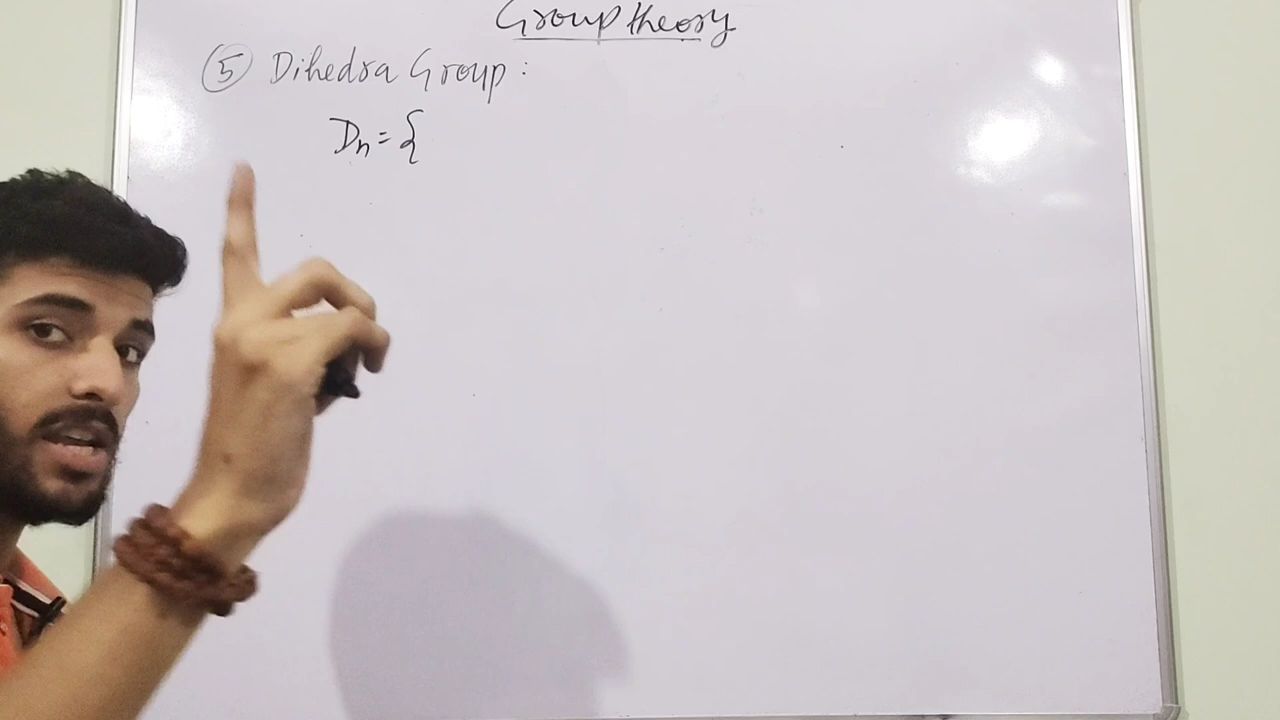 Group theory
⑤ Dihedra Group :
Dn = {